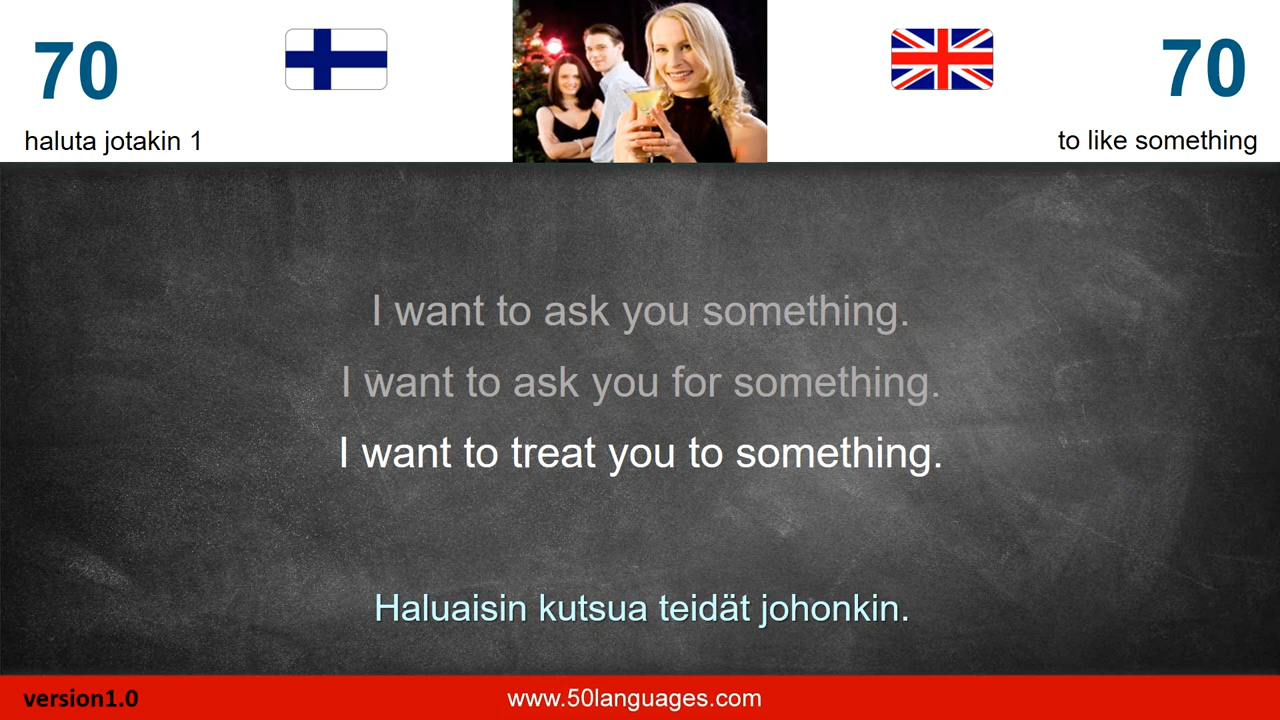 70
70
haluta jotakin 1
to like something
I want to ask you something.
I want to ask you for something.
I want to treat you to something.
Haluaisin kutsua teidät johonkin.
version1.0
www.50languages.com